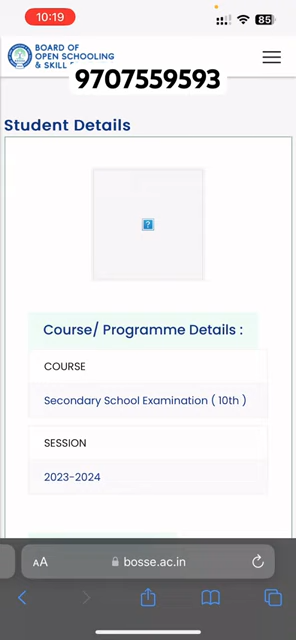 10:19
85
BOARD OF
OPEN SCHOOLING
& SKILL
9707559593
Student Details
?
Course/ Programme Details :
COURSE
Secondary School Examination ( 10th )
SESSION
2023-2024
AA
bosse.ac.in